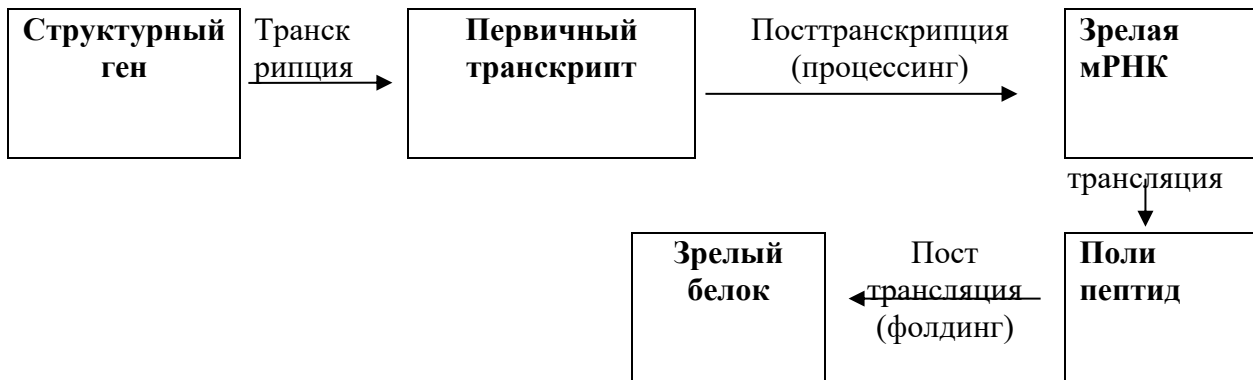 Структурный
ген
Транск
рипция
Первичный
транскрипт
Посттранскрипция
(процессинг)
Зрелая
мРНК
трансляция
Поли
пептид
Пост
трансляция
(фолдинг)
Зрелый
белок